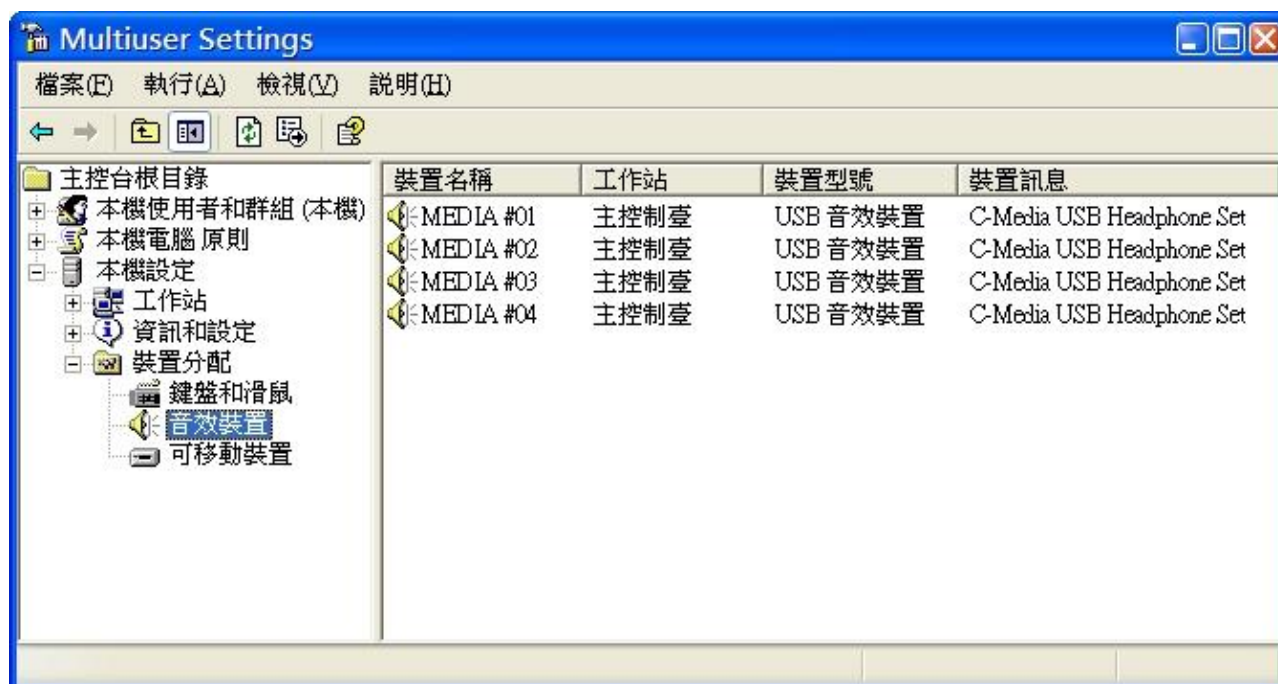 Multiuser Settings
檔案(F) 執行(A) 檢視(V) 説明(H)
主控台根目錄
本機使用者和群組 (本機)
本機電腦 原則
本機設定
工作站
資訊和設定
裝置分配
鍵盤和滑鼠
音效裝置
可移動裝置
裝置名稱 工作站 裝置型號 裝置訊息
MEDIA #01 主控制臺 USB 音效裝置 C-Media USB Headphone Set
MEDIA #02 主控制臺 USB 音效裝置 C-Media USB Headphone Set
MEDIA #03 主控制臺 USB 音效裝置 C-Media USB Headphone Set
MEDIA #04 主控制臺 USB 音效裝置 C-Media USB Headphone Set